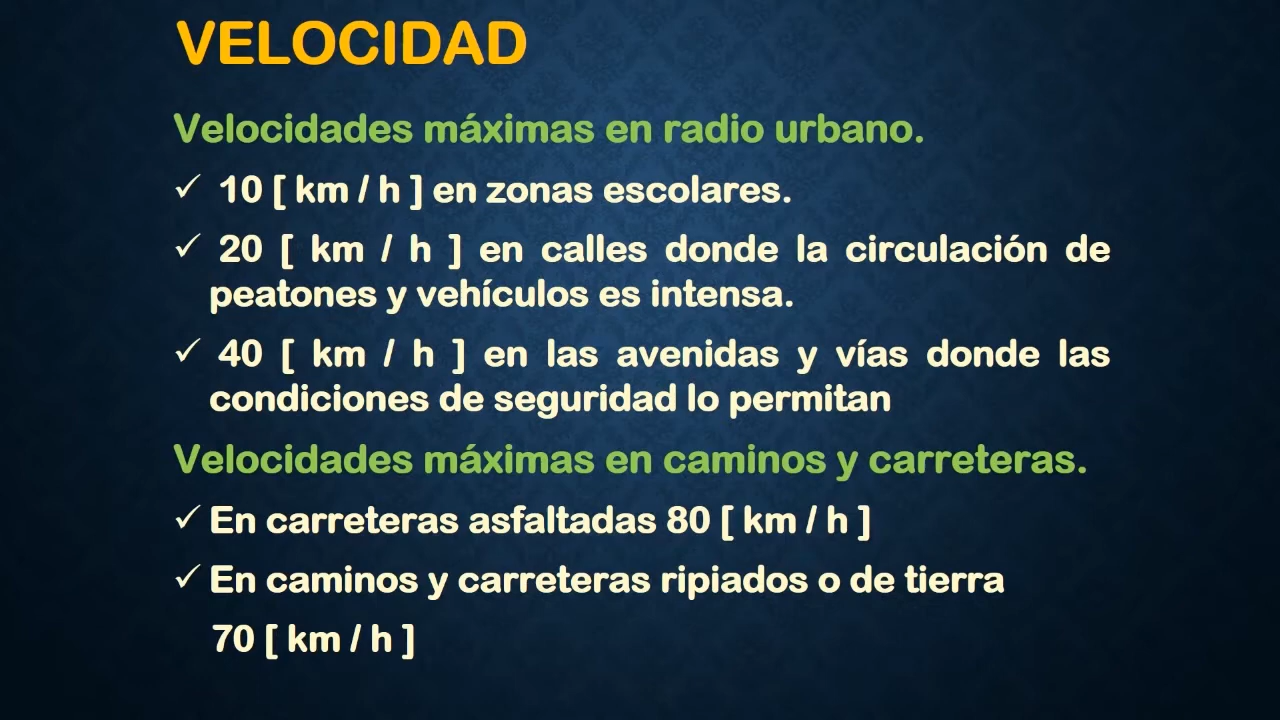 VELOCIDAD
Velocidades máximas en radio urbano.
✓ 10 [ km / h ] en zonas escolares.
✓ 20 [ km / h ] en calles donde la circulación de
peatones y vehículos es intensa.
✓ 40 [ km / h ] en las avenidas y vías donde las
condiciones de seguridad lo permitan
Velocidades máximas en caminos y carreteras.
✓ En carreteras asfaltadas 80 [ km / h ]
✓ En caminos y carreteras ripiados o de tierra
70 [ km / h ]